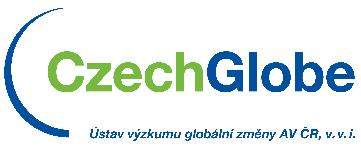 CzechGlobe
Ústav výzkumu globální změny AV ČR, v. v. i.